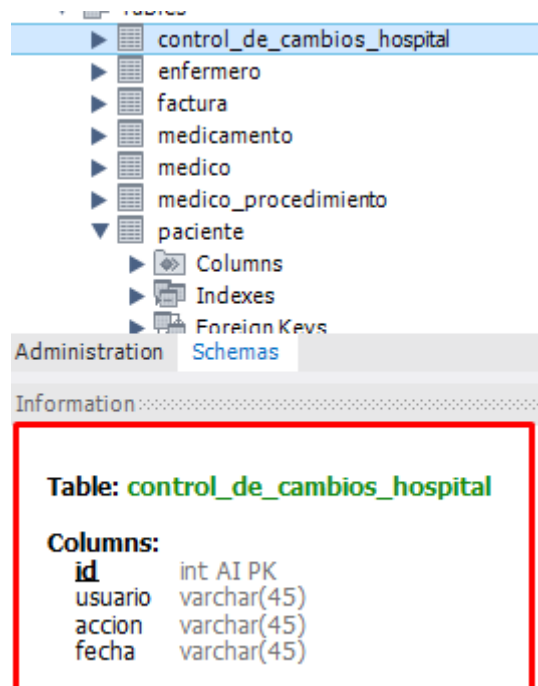 Tables
control_de_cambios_hospital
enfermero
factura
medicamento
medico
medico_procedimiento
paciente
Columns
Indexes
Foreign Keys
Administration Schemas
Information
Table: control_de_cambios_hospital
Columns:
id int AI PK
usuario varchar(45)
accion varchar(45)
fecha varchar(45)